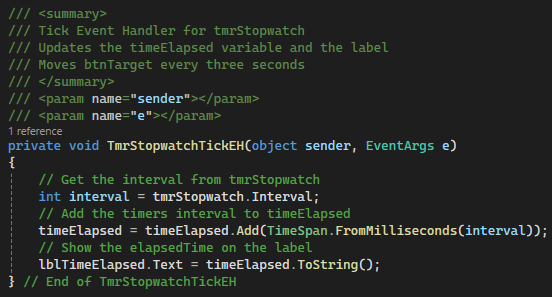 /// <summary>
/// Tick Event Handler for tmrStopwatch
/// Updates the timeElapsed variable and the label
/// Moves btnTarget every three seconds
/// </summary>
/// <param name="sender"></param>
/// <param name="e"></param>
1 reference
private void TmrStopwatchTickEH(object sender, EventArgs e)
{
    // Get the interval from tmrStopwatch
    int interval = tmrStopwatch.Interval;
    // Add the timers interval to timeElapsed
    timeElapsed = timeElapsed.Add(TimeSpan.FromMilliseconds(interval));
    // Show the elapsedTime on the label
    lblTimeElapsed.Text = timeElapsed.ToString();
} // End of TmrStopwatchTickEH